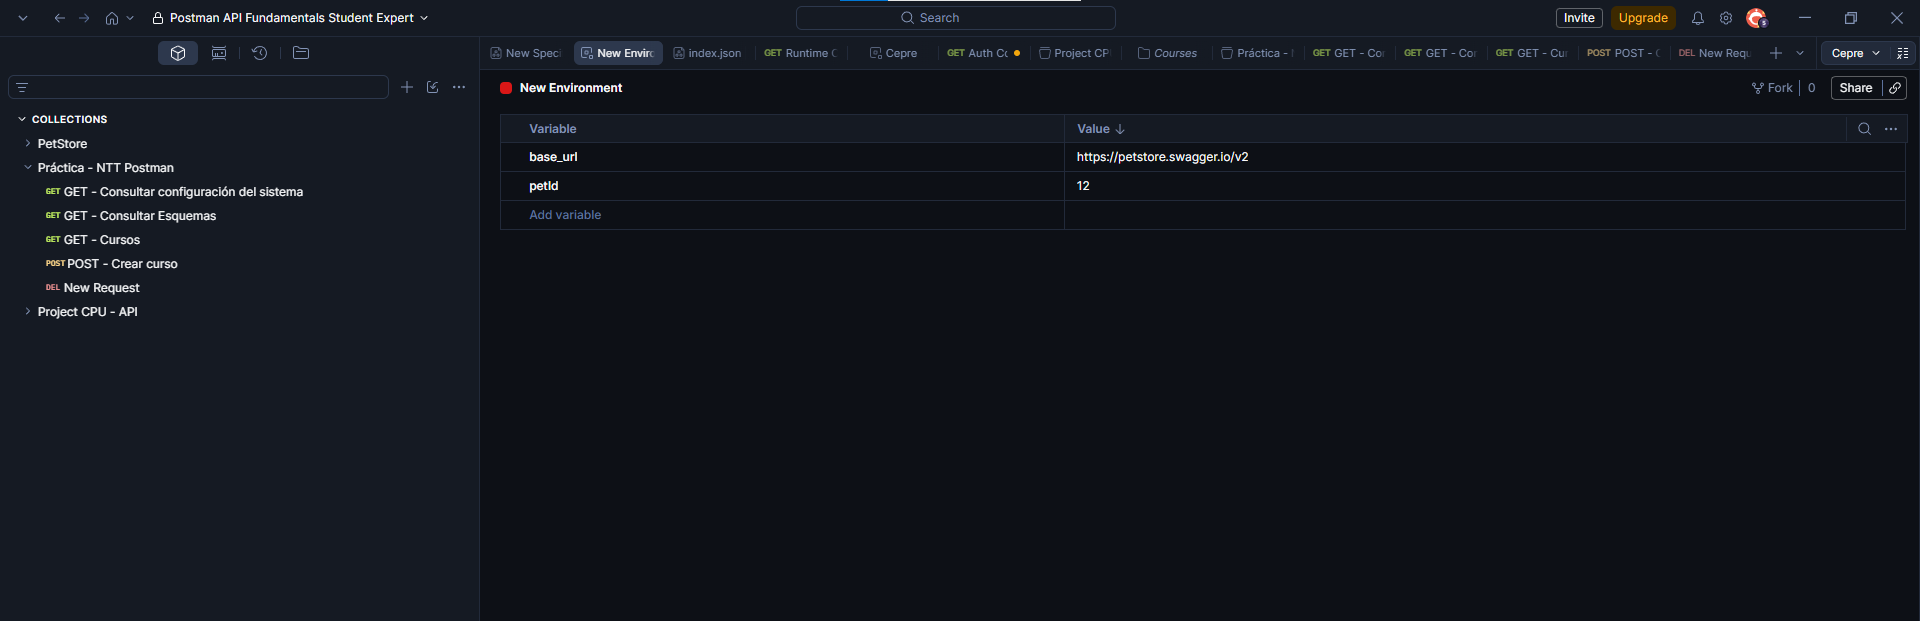 Postman API Fundamentals Student Expert
Search
Invite
Upgrade
New Speci
New Envirc
index.json
GET Runtime C
Cepre
GET Auth Cc
Project CP
Courses
Práctica -
GET GET - Co
GET GET - Co
GET GET - Cu
POST POST - C
DEL New Requ
Cepre
COLLECTIONS
PetStore
Práctica - NTT Postman
GET GET - Consultar configuración del sistema
GET GET - Consultar Esquemas
GET GET - Cursos
POST POST - Crear curso
DEL New Request
Project CPU - API
New Environment
Fork 0
Share
Variable Value
base_url https://petstore.swagger.io/v2
petId 12
Add variable